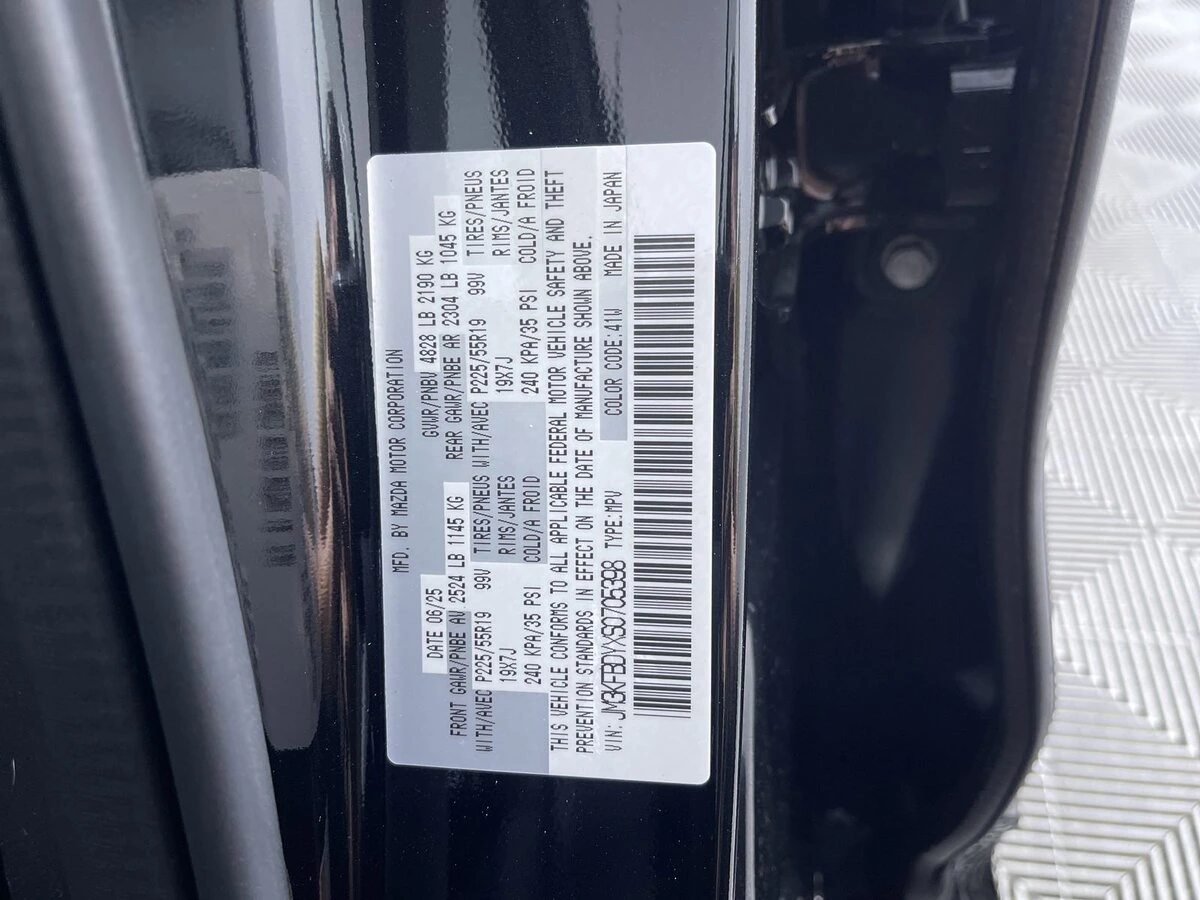 MFD. BY MAZDA MOTOR CORPORATION
DATE 06/25 GVWR/PNBV 4828 LB 2190 KG
FRONT GAWR/PNBE AV 2524 LB 1145 KG REAR GAWR/PNBE AR 2304 LB 1045 KG
WITH/AVEC P225/55R19 99V TIRES/PNEUS WITH/AVEC P225/55R19 99V TIRES/PNEUS
19X7J RIMS/JANTES 19X7J RIMS/JANTES
240 KPA/35 PSI COLD/A FROID 240 KPA/35 PSI COLD/A FROID
THIS VEHICLE CONFORMS TO ALL APPLICABLE FEDERAL MOTOR VEHICLE SAFETY AND THEFT
PREVENTION STANDARDS IN EFFECT ON THE DATE OF MANUFACTURE SHOWN ABOVE.
VIN: JM3KFBDYXS0705398 TYPE:MPV COLOR CODE:41W MADE IN JAPAN